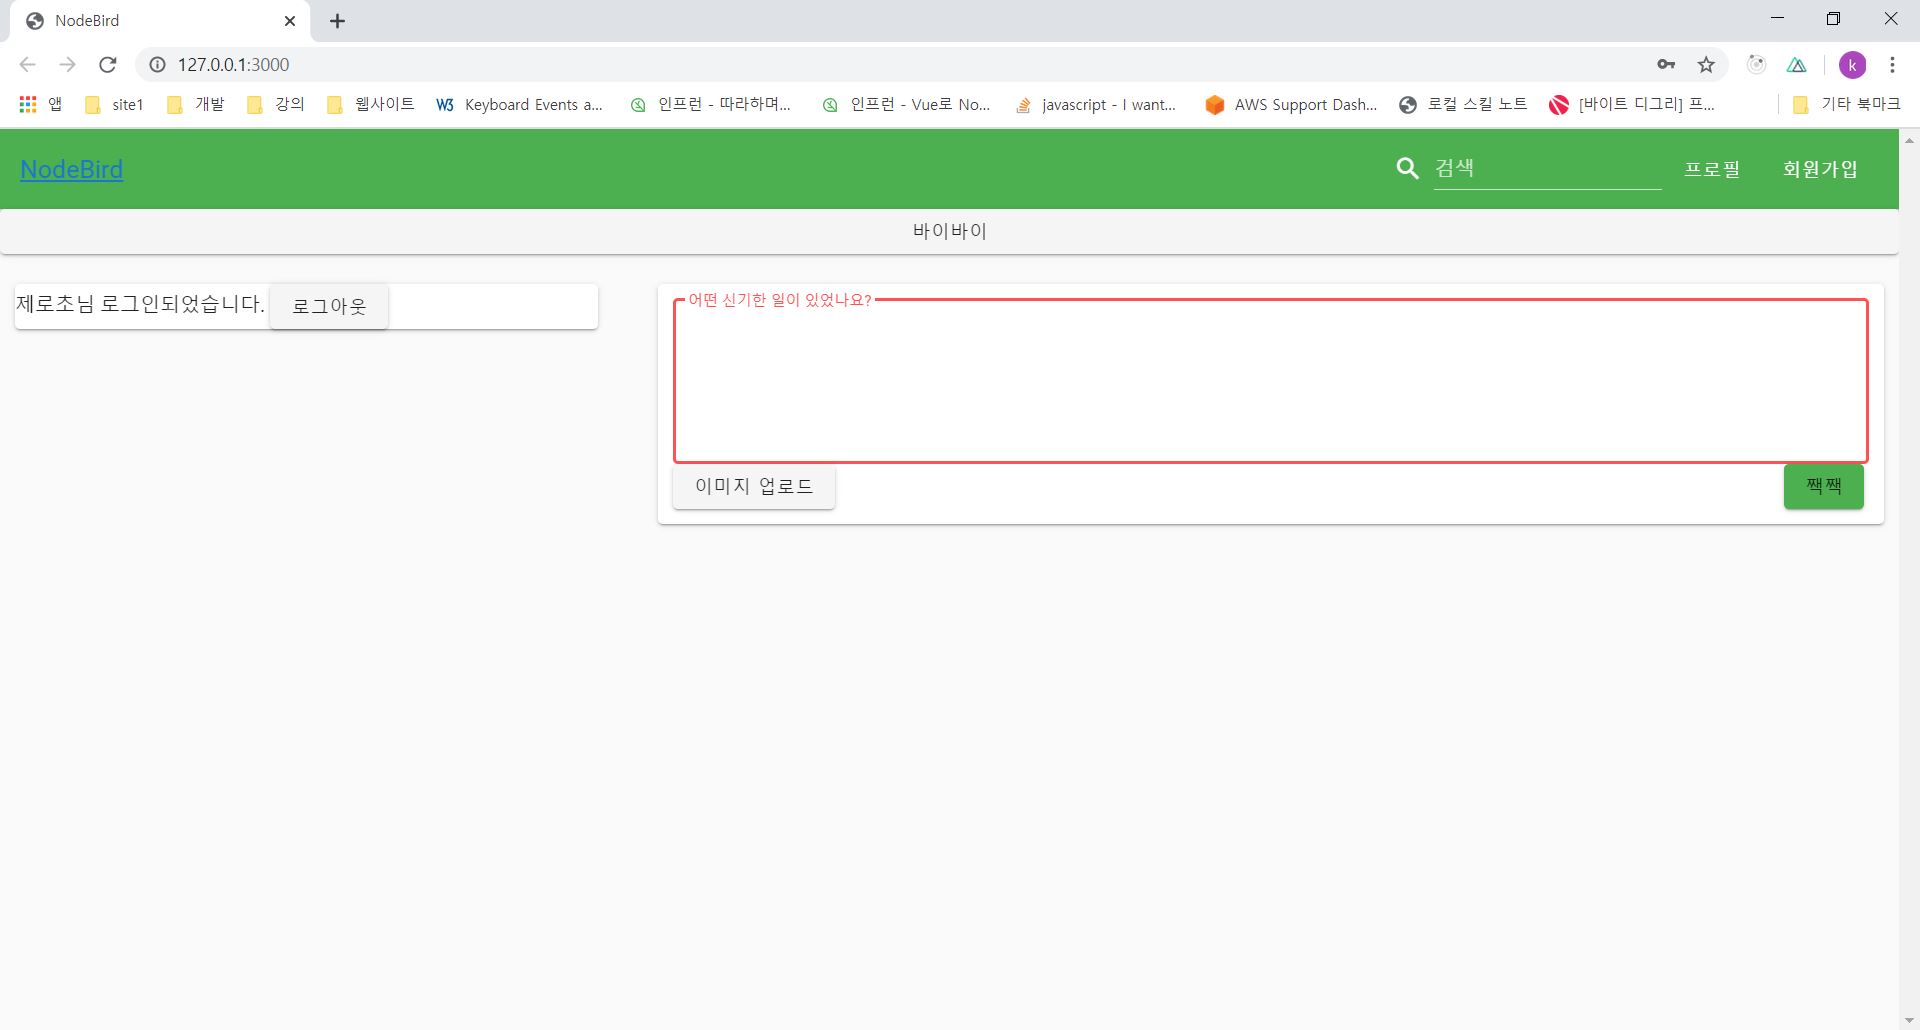 NodeBird
127.0.0.1:3000
앱 site1 개발 강의 웹사이트 W3 Keyboard Events a... 인프런 - 따라하며... 인프런 - Vue로 No... javascript - I want... AWS Support Dash... 로컬 스킬 노트 [바이트 디그리] 프... 기타 북마크
k
NodeBird 검색 프로필 회원가입
바이바이
제로초님 로그인되었습니다. 로그아웃
어떤 신기한 일이 있었나요?
이미지 업로드 짹짹